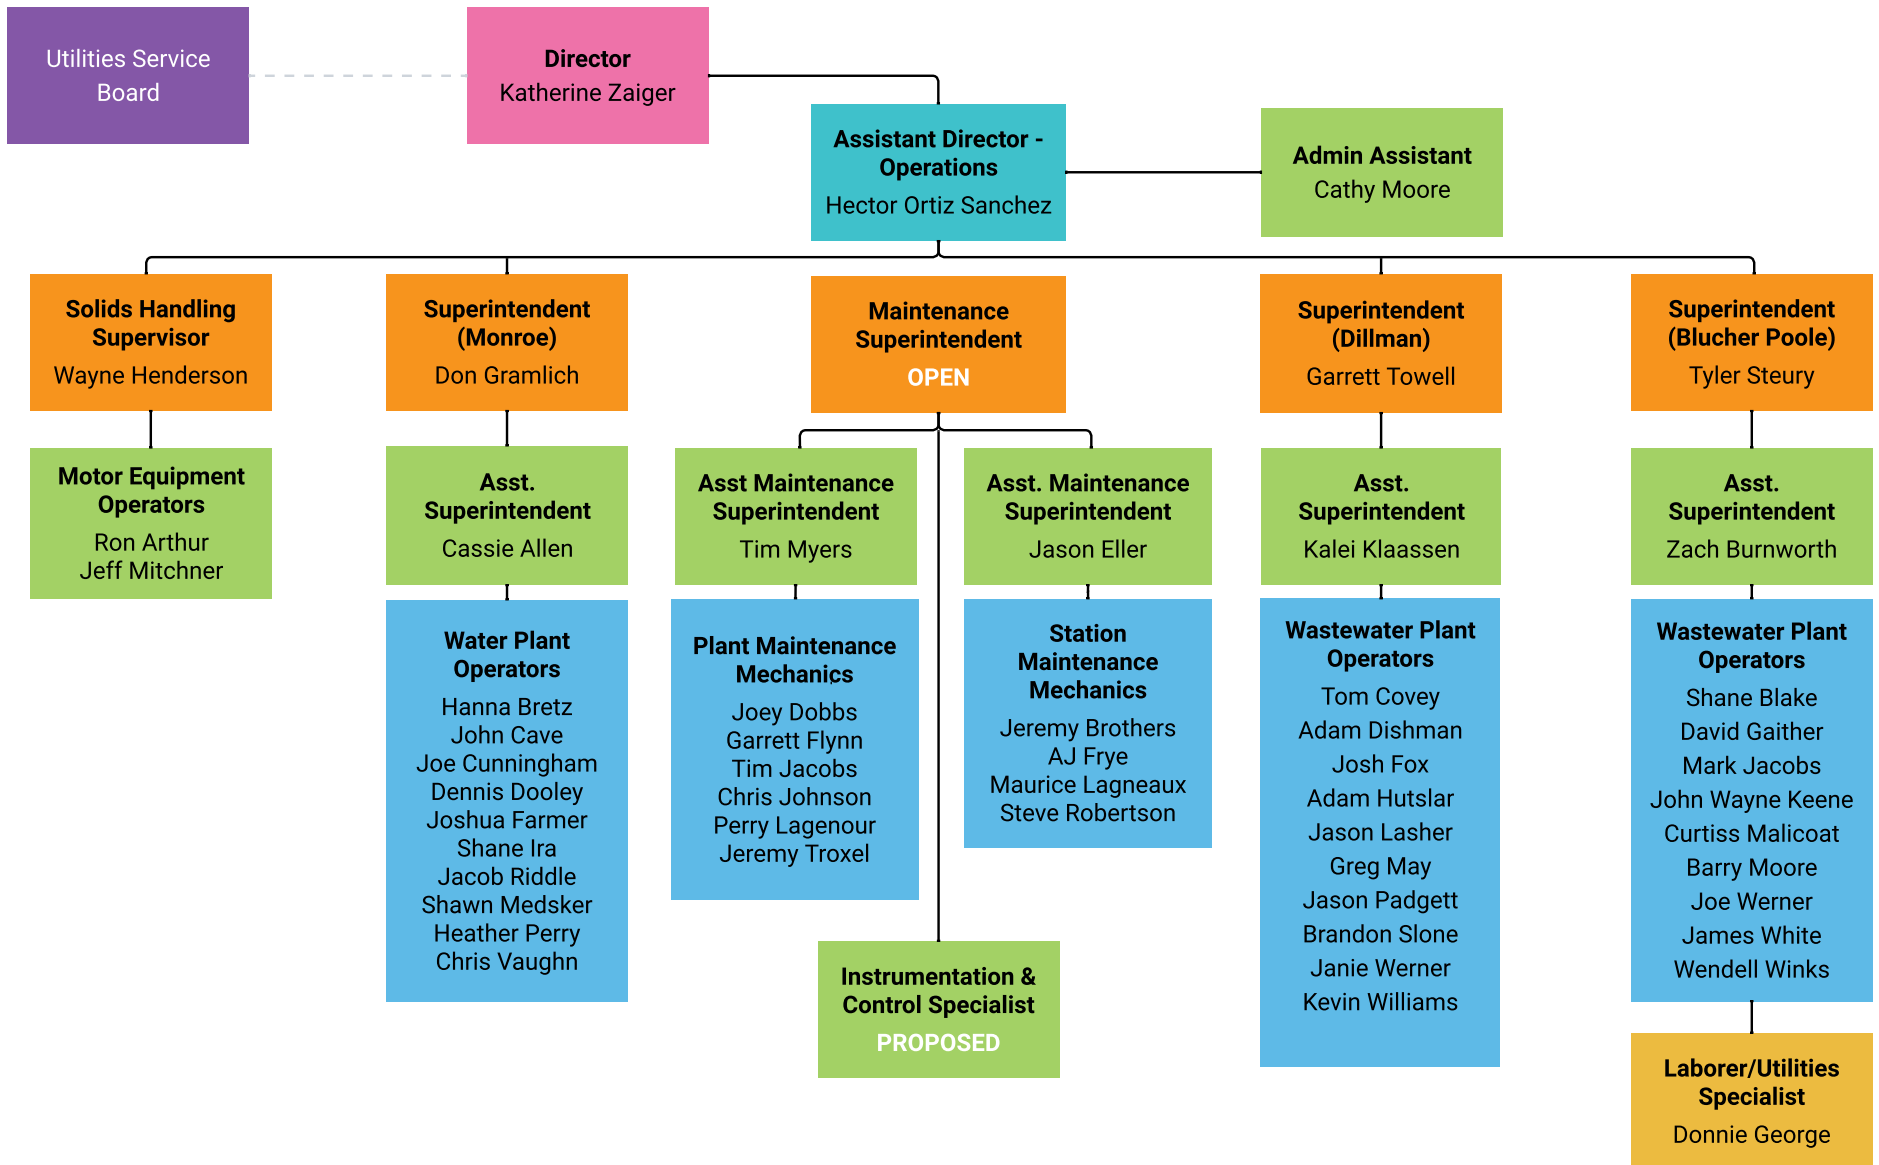 Utilities Service
Board
Director
Katherine Zaiger
Assistant Director -
Operations
Hector Ortiz Sanchez
Admin Assistant
Cathy Moore
Solids Handling
Supervisor
Wayne Henderson
Superintendent
(Monroe)
Don Gramlich
Maintenance
Superintendent
OPEN
Superintendent
(Dillman)
Garrett Towell
Superintendent
(Blucher Poole)
Tyler Steury
Motor Equipment
Operators
Ron Arthur
Jeff Mitchner
Asst.
Superintendent
Cassie Allen
Asst Maintenance
Superintendent
Tim Myers
Asst. Maintenance
Superintendent
Jason Eller
Asst.
Superintendent
Kalei Klaassen
Asst.
Superintendent
Zach Burnworth
Water Plant
Operators
Hanna Bretz
John Cave
Joe Cunningham
Dennis Dooley
Joshua Farmer
Shane Ira
Jacob Riddle
Shawn Medsker
Heather Perry
Chris Vaughn
Plant Maintenance
Mechanics
Joey Dobbs
Garrett Flynn
Tim Jacobs
Chris Johnson
Perry Lagenour
Jeremy Troxel
Station
Maintenance
Mechanics
Jeremy Brothers
AJ Frye
Maurice Lagneaux
Steve Robertson
Wastewater Plant
Operators
Tom Covey
Adam Dishman
Josh Fox
Adam Hutslar
Jason Lasher
Greg May
Jason Padgett
Brandon Slone
Janie Werner
Kevin Williams
Wastewater Plant
Operators
Shane Blake
David Gaither
Mark Jacobs
John Wayne Keene
Curtiss Malicoat
Barry Moore
Joe Werner
James White
Wendell Winks
Instrumentation &
Control Specialist
PROPOSED
Laborer/Utilities
Specialist
Donnie George